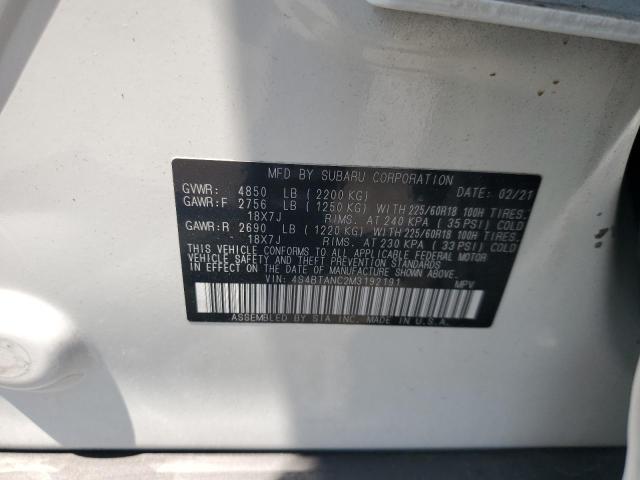 MFD BY SUBARU CORPORATION
GVWR: 4850 LB (2200 KG) DATE: 02/21
GAWR:F 2756 LB (1250 KG) WITH 225/60R18 100H TIRES.
18X7J RIMS. AT 240 KPA (35 PSI) COLD
GAWR:R 2690 LB (1220 KG) WITH 225/60R18 100H TIRES.
18X7J RIMS. AT 230 KPA (33 PSI) COLD
THIS VEHICLE CONFORMS TO ALL APPLICABLE FEDERAL MOTOR
VEHICLE SAFETY AND BUMPER AND THEFT PREVENTION STANDARDS
IN EFFECT ON THE DATE OF MANUFACTURE SHOWN ABOVE.
VIN: 4S4BTANC2M3192191 MPV
ASSEMBLED BY SIA INC. MADE IN U.S.A.